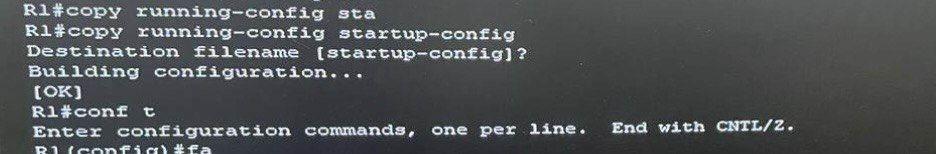 R1#copy running-config sta
R1#copy running-config startup-config
Destination filename [startup-config]?
Building configuration...
[OK]
R1#conf t
Enter configuration commands, one per line.  End with CNTL/Z.
R1(config)#fa